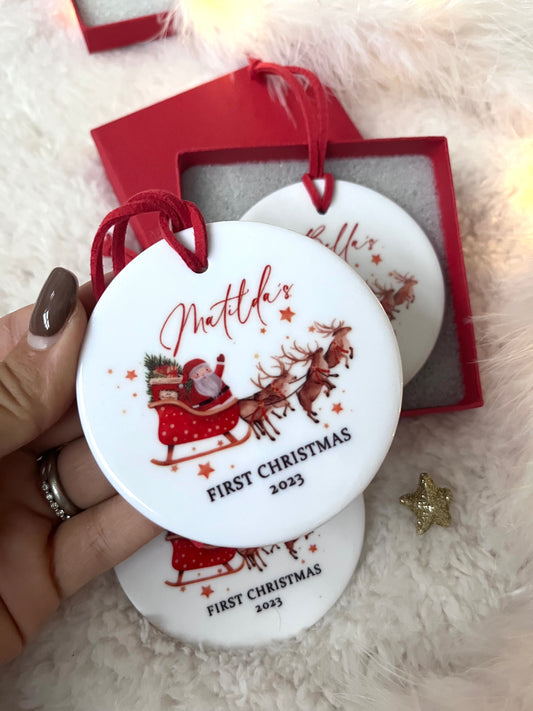 Bella's
Matilda's
FIRST CHRISTMAS
2023
FIRST CHRISTMAS
2023